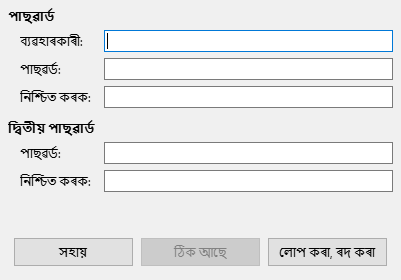 পাছৱাৰ্ড
ব্যৱহাৰকাৰী:
পাছৱৰ্ড:
নিশ্চিত কৰক:
দ্বিতীয় পাছৱাৰ্ড
পাছৱৰ্ড:
নিশ্চিত কৰক:
সহায়
ঠিক আছে
লোপ কৰা, ৰদ কৰা